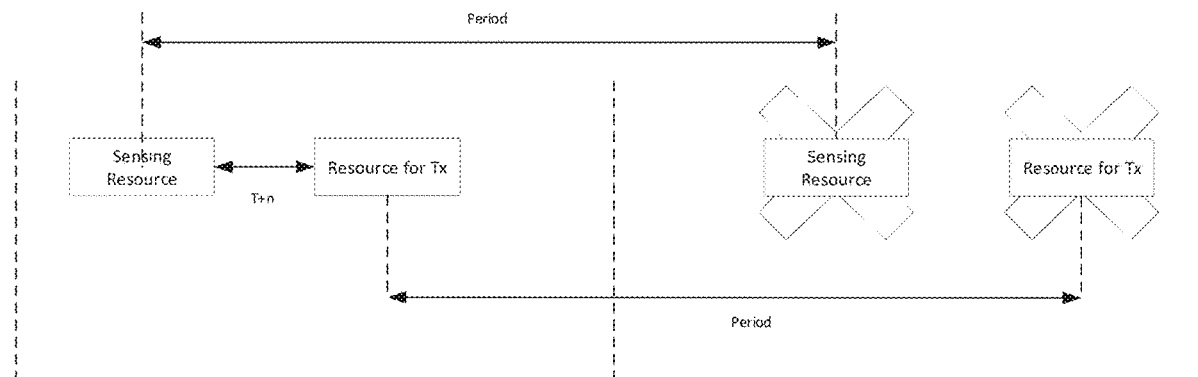 Period
Sensing
Resource
T+n
Resource for Tx
Sensing
Resource
Resource for Tx
Period